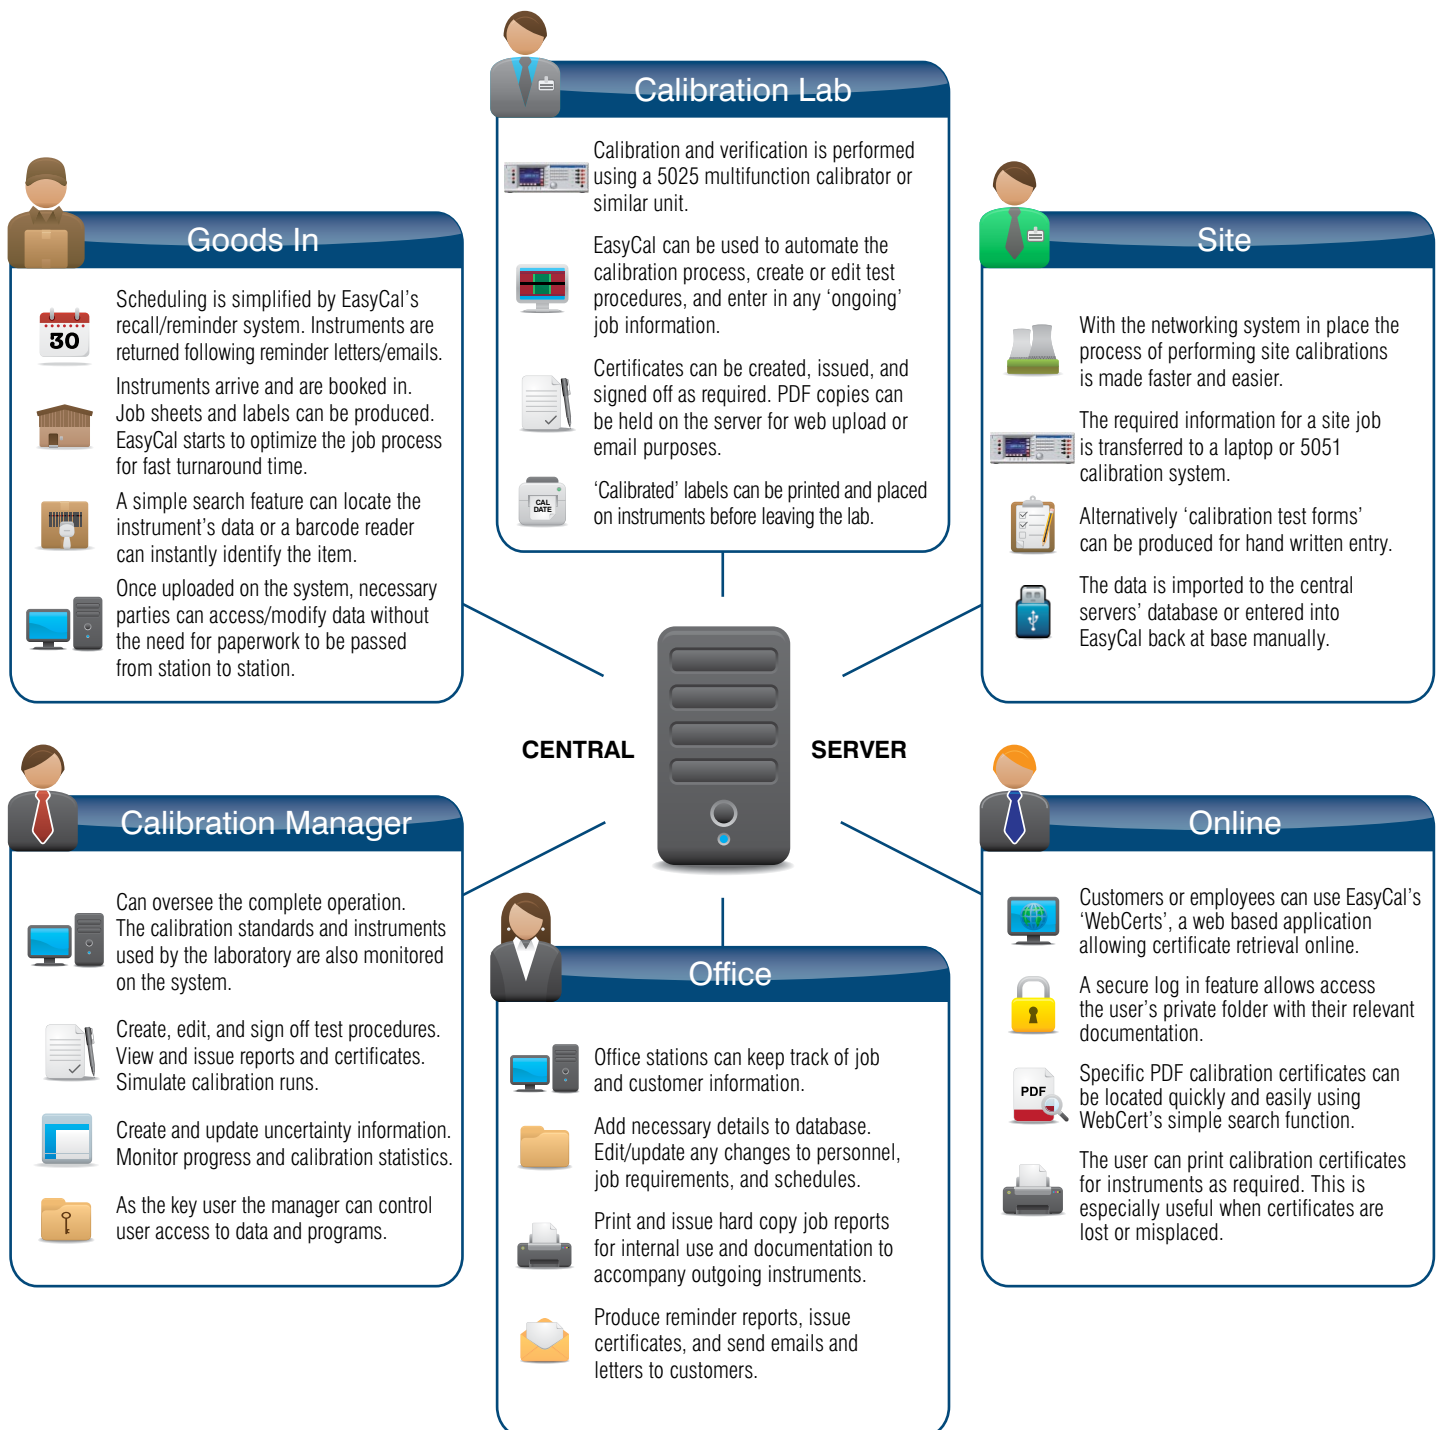 Calibration Lab
Calibration and verification is performed
using a 5025 multifunction calibrator or
similar unit.
EasyCal can be used to automate the
calibration process, create or edit test
procedures, and enter in any ‘ongoing’
job information.
Certificates can be created, issued, and
signed off as required. PDF copies can
be held on the server for web upload or
email purposes.
CAL
DATE
‘Calibrated’ labels can be printed and placed
on instruments before leaving the lab.
Goods In
30
Scheduling is simplified by EasyCal’s
recall/reminder system. Instruments are
returned following reminder letters/emails.
Instruments arrive and are booked in.
Job sheets and labels can be produced.
EasyCal starts to optimize the job process
for fast turnaround time.
A simple search feature can locate the
instrument’s data or a barcode reader
can instantly identify the item.
Once uploaded on the system, necessary
parties can access/modify data without
the need for paperwork to be passed
from station to station.
Site
With the networking system in place the
process of performing site calibrations
is made faster and easier.
The required information for a site job
is transferred to a laptop or 5051
calibration system.
Alternatively ‘calibration test forms’
can be produced for hand written entry.
The data is imported to the central
servers’ database or entered into
EasyCal back at base manually.
CENTRAL SERVER
Calibration Manager
Can oversee the complete operation.
The calibration standards and instruments
used by the laboratory are also monitored
on the system.
Create, edit, and sign off test procedures.
View and issue reports and certificates.
Simulate calibration runs.
Create and update uncertainty information.
Monitor progress and calibration statistics.
As the key user the manager can control
user access to data and programs.
Office
Office stations can keep track of job
and customer information.
Add necessary details to database.
Edit/update any changes to personnel,
job requirements, and schedules.
Print and issue hard copy job reports
for internal use and documentation to
accompany outgoing instruments.
Produce reminder reports, issue
certificates, and send emails and
letters to customers.
Online
Customers or employees can use EasyCal’s
‘WebCerts’, a web based application
allowing certificate retrieval online.
A secure log in feature allows access
the user’s private folder with their relevant
documentation.
PDF
Specific PDF calibration certificates can
be located quickly and easily using
WebCert’s simple search function.
The user can print calibration certificates
for instruments as required. This is
especially useful when certificates are
lost or misplaced.